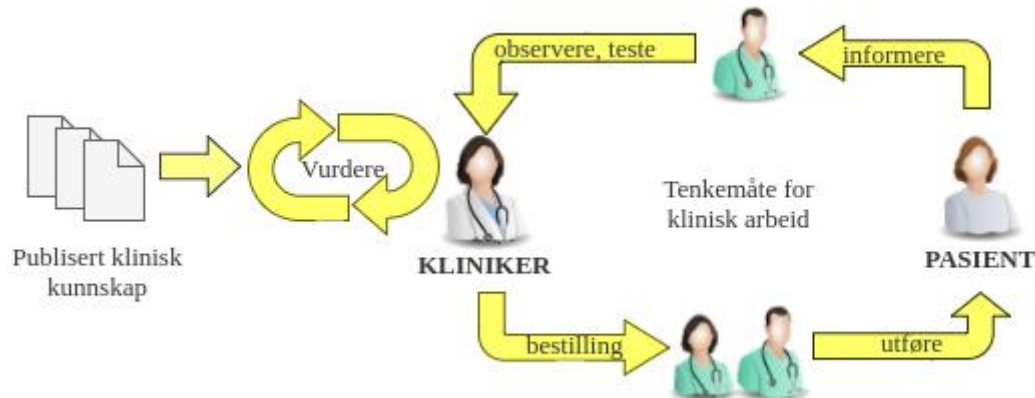 observere, teste
informere
Vurdere
Tenkemåte for
klinisk arbeid
Publisert klinisk
kunnskap
KLINIKER
PASIENT
bestilling
utføre